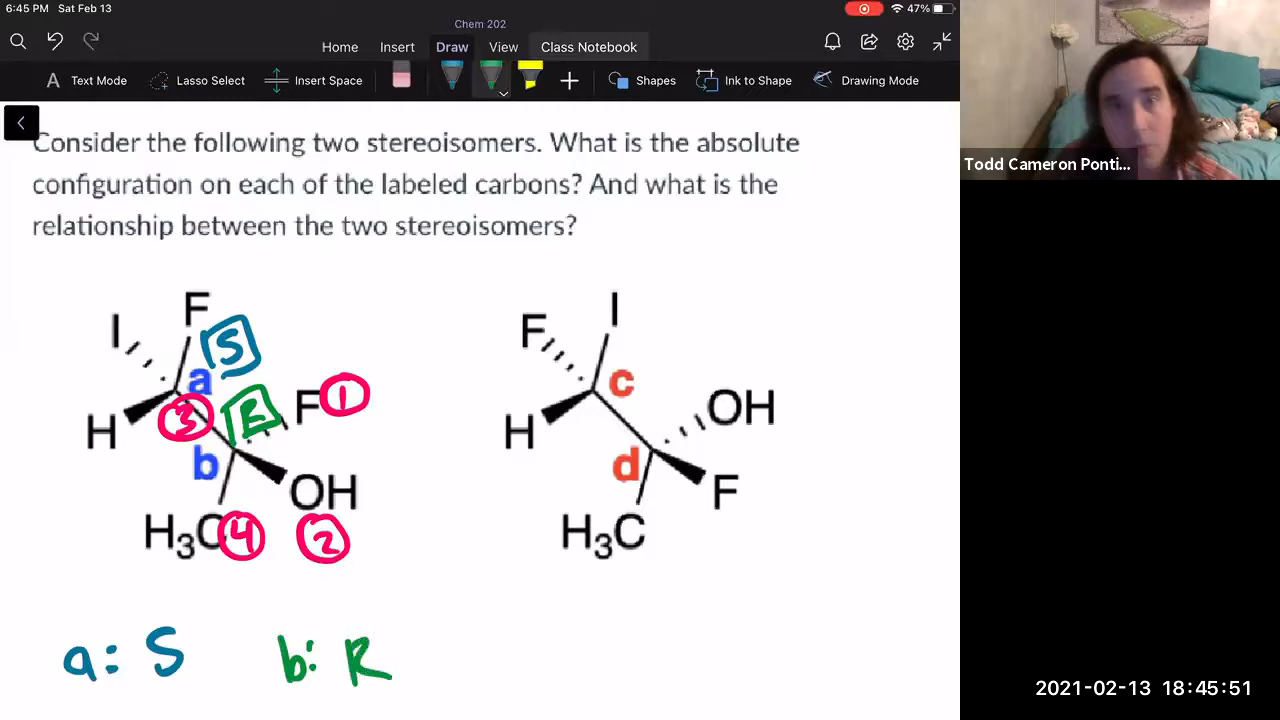 6:45 PM Sat Feb 13
47%
Chem 202
Home Insert Draw View Class Notebook
Text Mode Lasso Select Insert Space Shapes Ink to Shape Drawing Mode
Consider the following two stereoisomers. What is the absolute
configuration on each of the labeled carbons? And what is the
relationship between the two stereoisomers?
I F S
a
H 3 R F 1
b
OH
H3C 4 2
I
F
c
H OH
d
F
H3C
a: S b: R
Todd Cameron Ponti...
2021-02-13 18:45:51